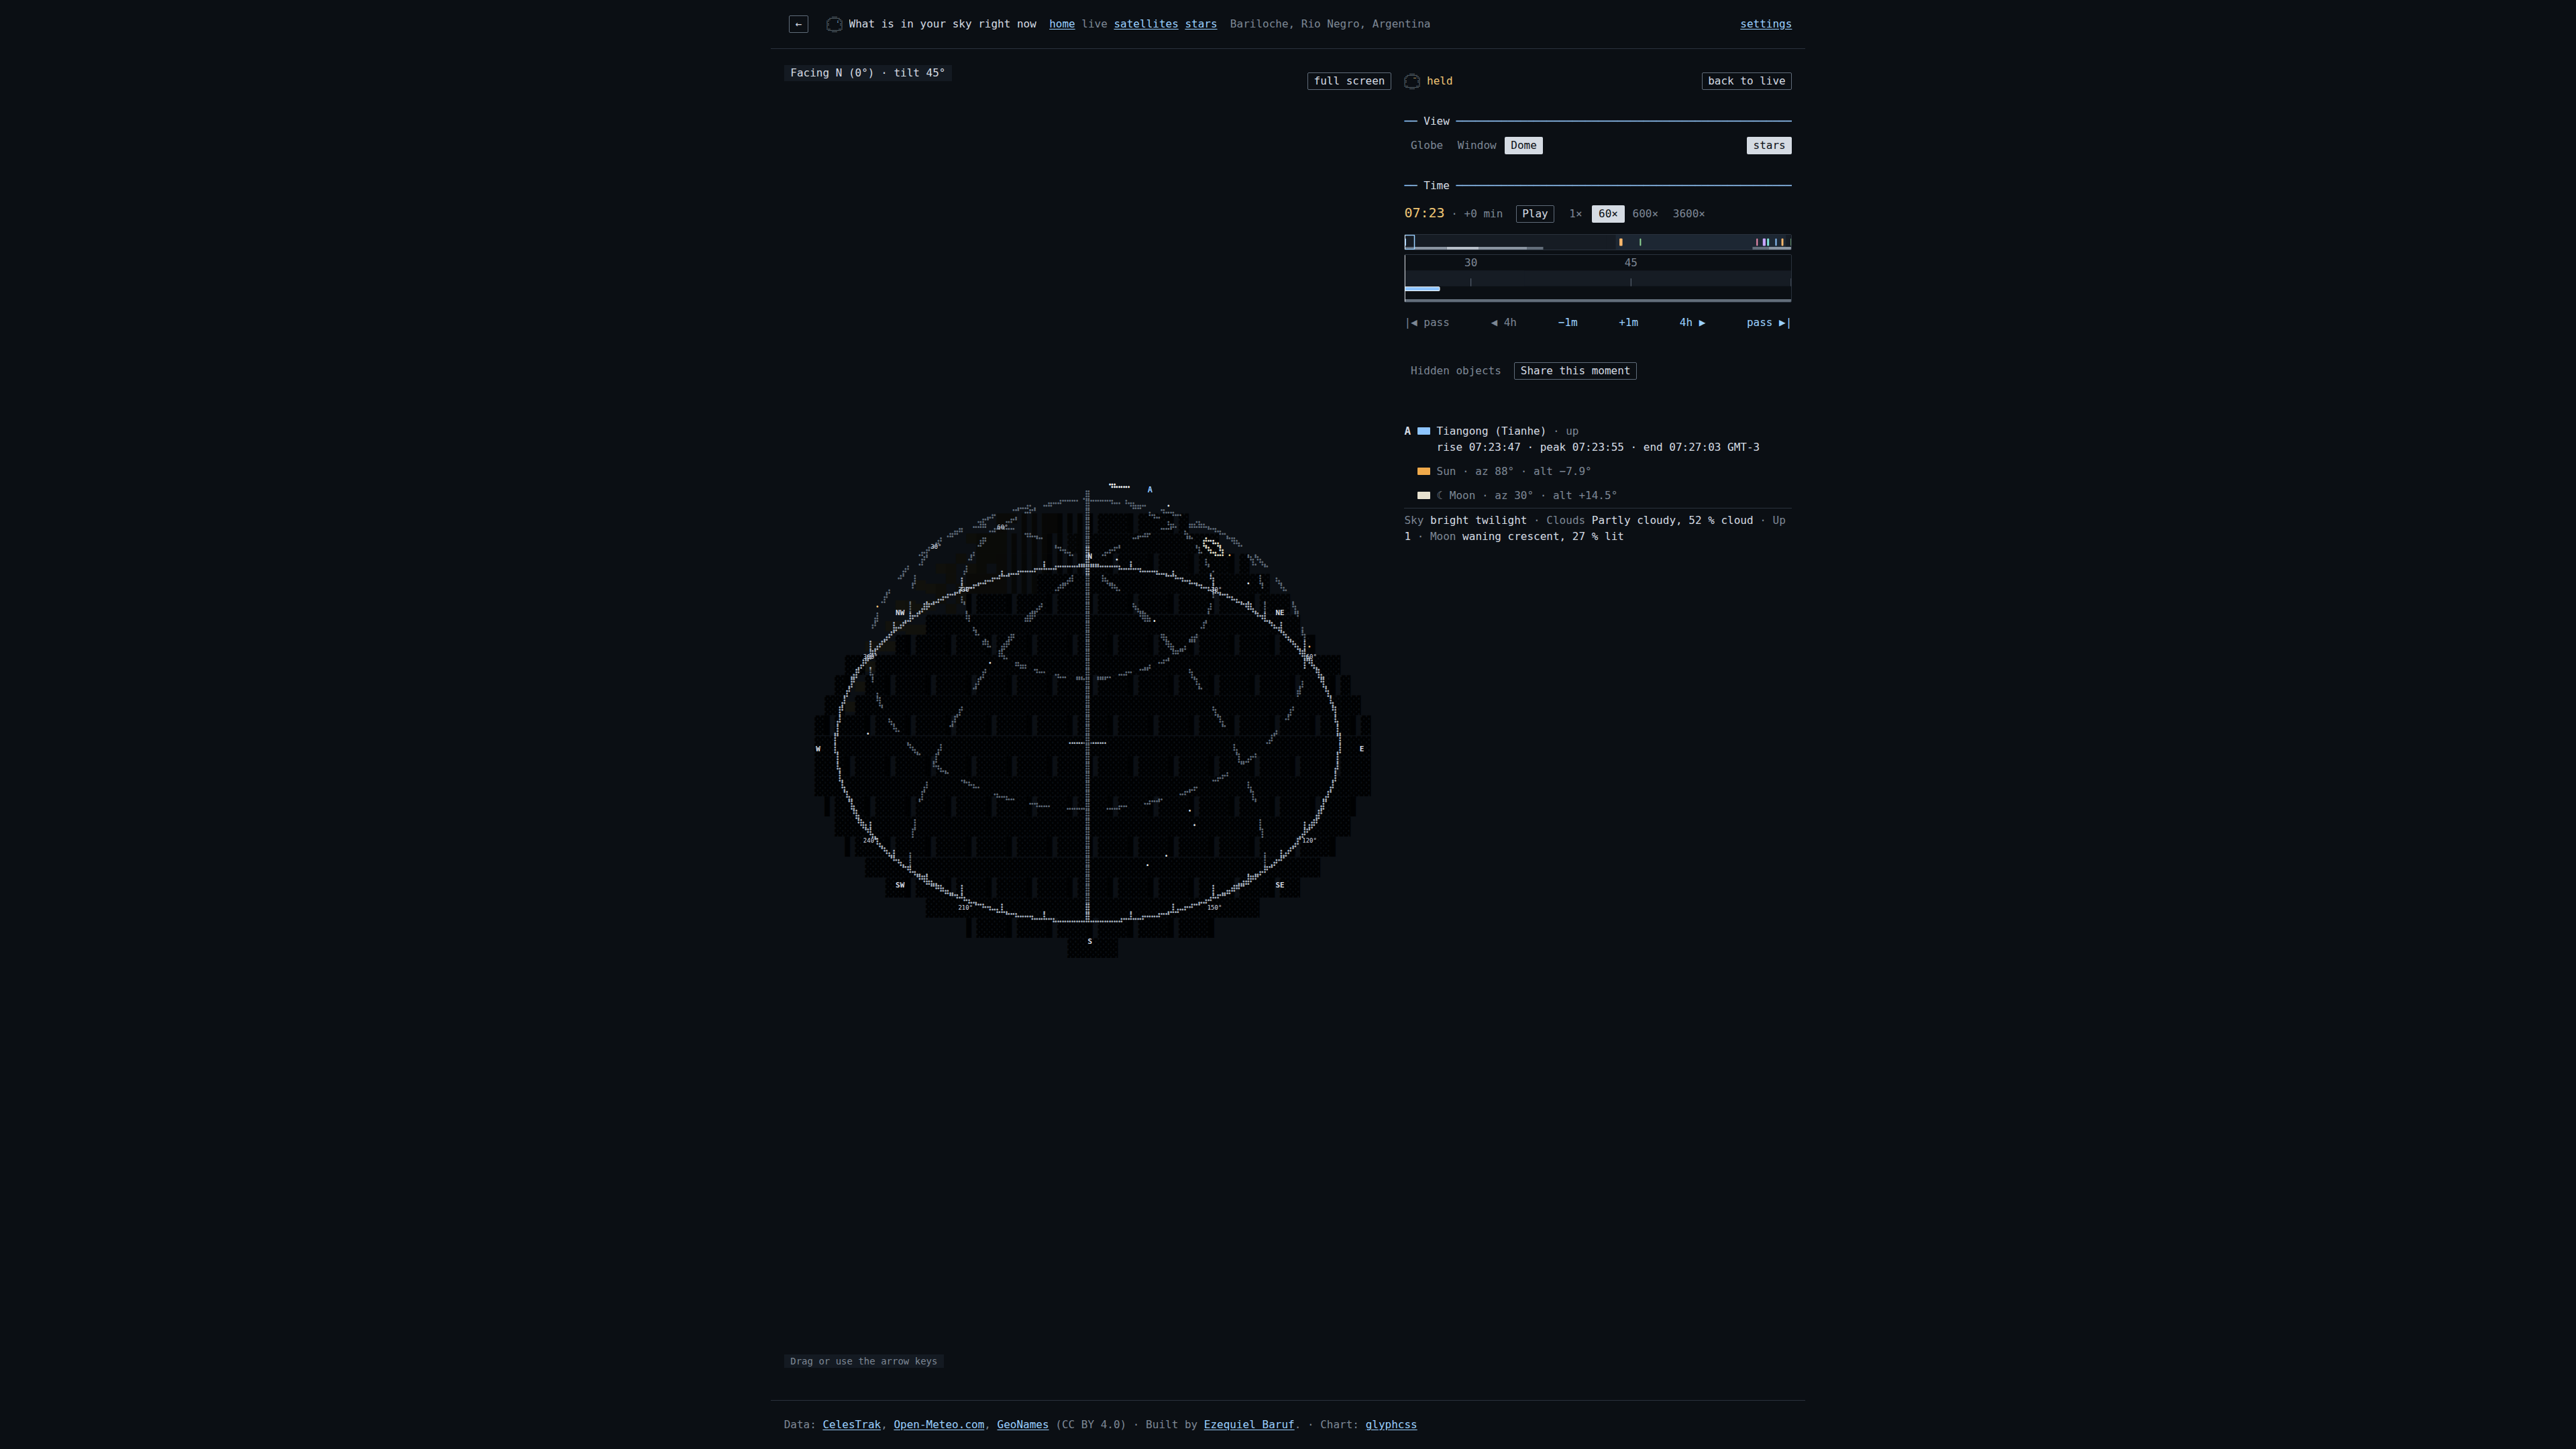 ← What is in your sky right now home live satellites stars Bariloche, Rio Negro, Argentina settings
Facing N (0°) · tilt 45°
full screen
held
back to live
View
Globe Window Dome stars
Time
07:23 · +0 min Play 1× 60× 600× 3600×
30 45
|◀ pass ◀ 4h −1m +1m 4h ▶ pass ▶|
Hidden objects Share this moment
A Tiangong (Tianhe) · up
rise 07:23:47 · peak 07:23:55 · end 07:27:03 GMT-3
Sun · az 88° · alt −7.9°
☾ Moon · az 30° · alt +14.5°
Sky bright twilight · Clouds Partly cloudy, 52 % cloud · Up
1 · Moon waning crescent, 27 % lit
A
60°
30°
N
NW
NE
W
E
240°
120°
SW
SE
210°
150°
S
Drag or use the arrow keys
Data: CelesTrak, Open-Meteo.com, GeoNames (CC BY 4.0) · Built by Ezequiel Baruf. · Chart: glyphcss